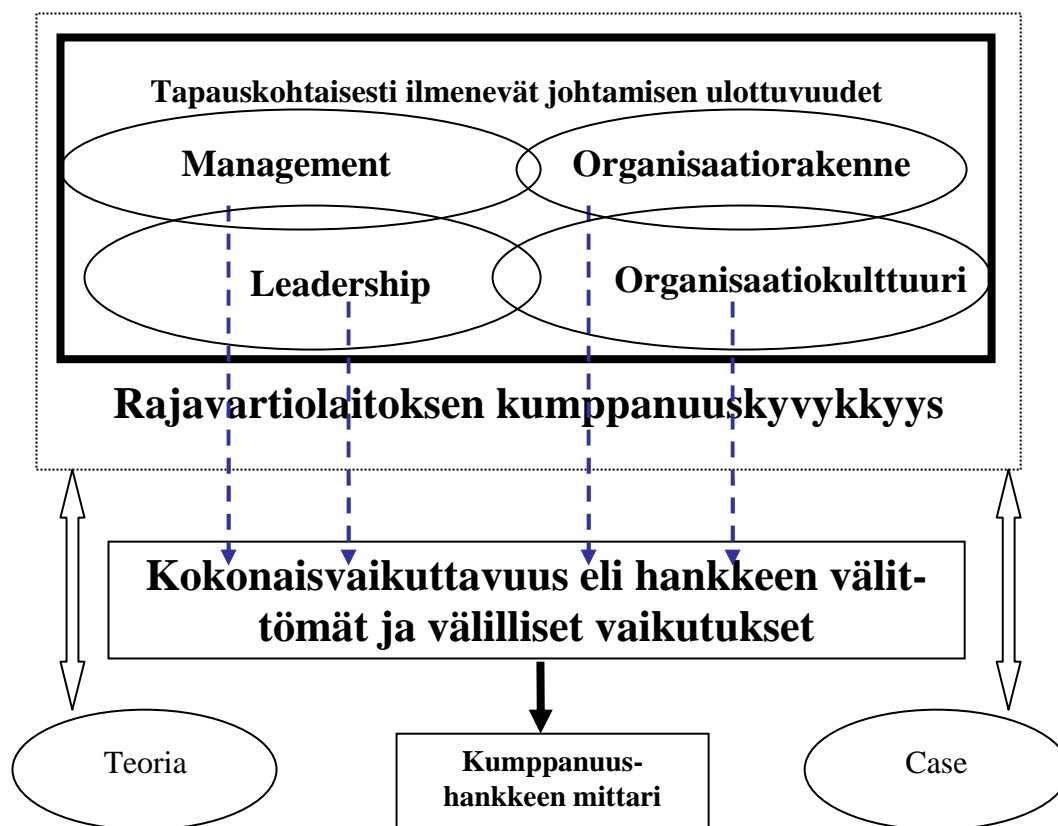 Tapauskohtaisesti ilmenevät johtamisen ulottuvuudet
Management
Organisaatiorakenne
Leadership
Organisaatiokulttuuri
Rajavartiolaitoksen kumppanuuskyvykkyys
Kokonaisvaikuttavuus eli hankkeen välit-
tömät ja välilliset vaikutukset
Teoria
Kumppanuus-
hankkeen mittari
Case